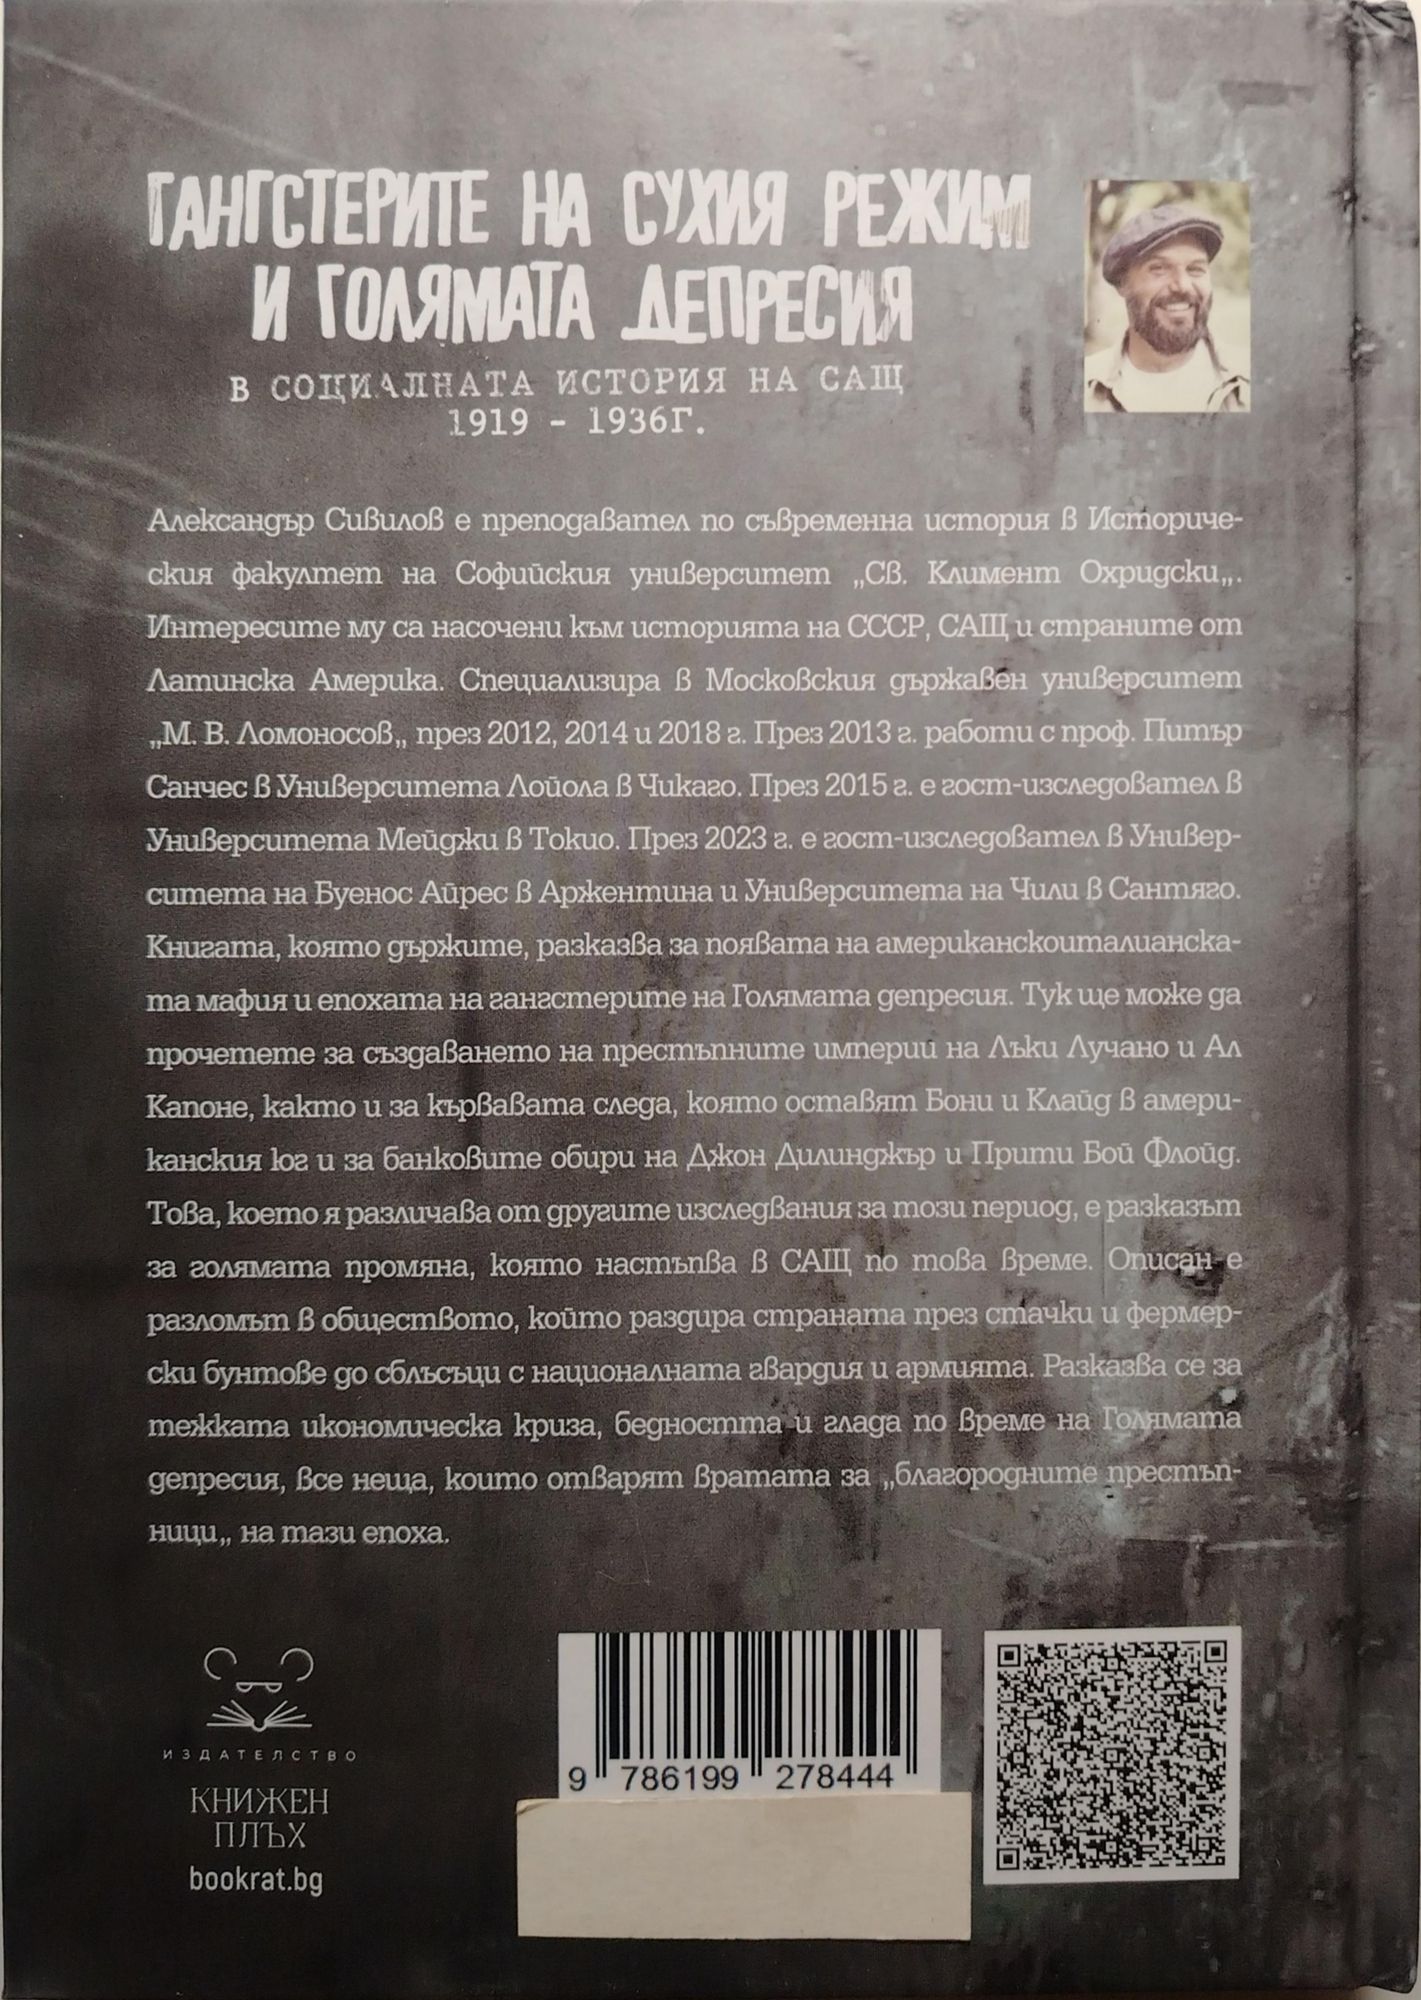 ГАНГСТЕРИТЕ НА СУХИЯ РЕЖИМ
И ГОЛЯМАТА ДЕПРЕСИЯ
В СОЦИАЛНАТА ИСТОРИЯ НА САЩ
1919 - 1936Г.
Александър Сивилов е преподавател по съвременна история в Историче-
ския факултет на Софийския университет „Св. Климент Охридски„.
Интересите му са насочени към историята на СССР, САЩ и страните от
Латинска Америка. Специализира в Московския държавен университет
„М. В. Ломоносов„ през 2012, 2014 и 2018 г. През 2013 г. работи с проф. Питър
Санчес в Университета Лойола в Чикаго. През 2015 г. е гост-изследовател в
Университета Мейджи в Токио. През 2023 г. е гост-изследовател в Универ-
ситета на Буенос Айрес в Аржентина и Университета на Чили в Сантяго.
Книгата, която държите, разказва за появата на американскоиталианска-
та мафия и епохата на гангстерите на Голямата депресия. Тук ще може да
прочетете за създаването на престъпните империи на Лъки Лучано и Ал
Капоне, както и за кървавата следа, която оставят Бони и Клайд в амери-
канския юг и за банковите обири на Джон Дилинджър и Прити Бой Флойд.
Това, което я различава от другите изследвания за този период, е разказът
за голямата промяна, която настъпва в САЩ по това време. Описан е
разломът в обществото, който раздира страната през стачки и фермер-
ски бунтове до сблъсъци с националната гвардия и армията. Разказва се за
тежката икономическа криза, бедността и глада по време на Голямата
депресия, все неща, които отварят вратата за „благородните престъп-
ници„ на тази епоха.
ИЗДАТЕЛСТВО
КНИЖЕН
ПЛЪХ
bookrat.bg
9 786199 278444